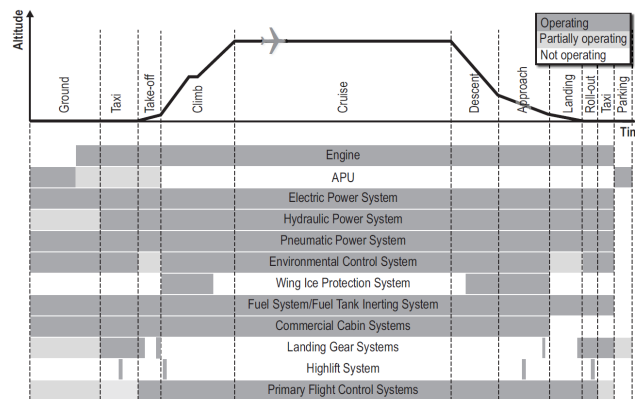 Altitude
Operating
Partially operating
Not operating
Ground
Taxi
Take-off
Climb
Cruise
Descent
Approach
Landing
Roll-out
Taxi
Parking
Tim
Engine
APU
Electric Power System
Hydraulic Power System
Pneumatic Power System
Environmental Control System
Wing Ice Protection System
Fuel System/Fuel Tank Inerting System
Commercial Cabin Systems
Landing Gear Systems
Highlift System
Primary Flight Control Systems